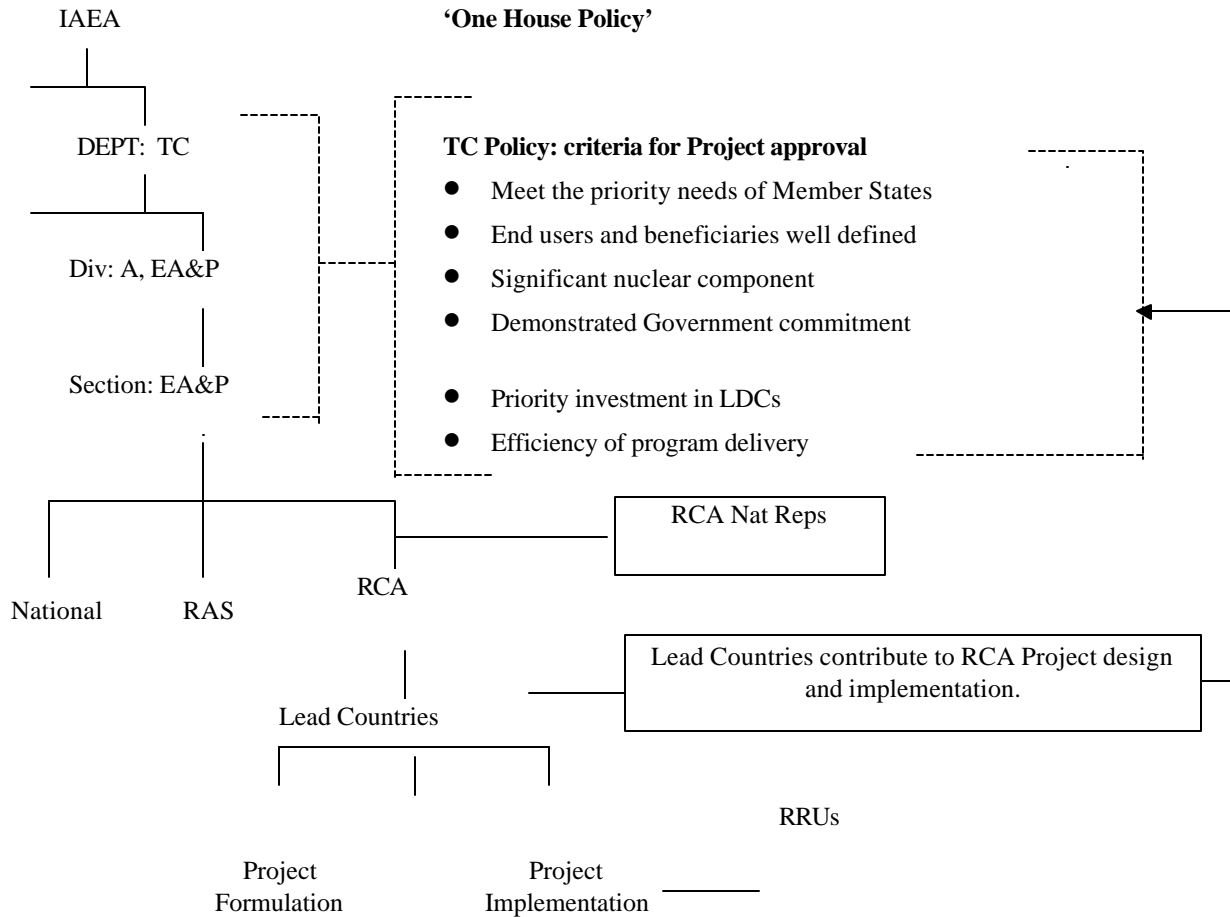 IAEA
‘One House Policy’
DEPT:  TC
TC Policy: criteria for Project approval
● Meet the priority needs of Member States
● End users and beneficiaries well defined
Div: A, EA&P
● Significant nuclear component
● Demonstrated Government commitment
Section: EA&P
● Priority investment in LDCs
● Efficiency of program delivery
RCA Nat Reps
National
RAS
RCA
Lead Countries contribute to RCA Project design
and implementation.
Lead Countries
RRUs
Project
Formulation
Project
Implementation